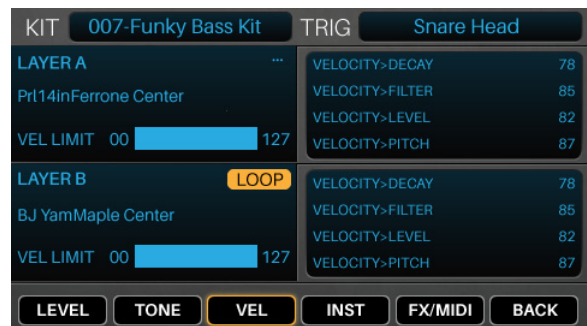 KIT 007-Funky Bass Kit TRIG Snare Head
LAYER A ...
Prl14inFerrone Center
VEL LIMIT 00 127
VELOCITY>DECAY 78
VELOCITY>FILTER 85
VELOCITY>LEVEL 82
VELOCITY>PITCH 87
LAYER B LOOP
BJ YamMaple Center
VEL LIMIT 00 127
VELOCITY>DECAY 78
VELOCITY>FILTER 85
VELOCITY>LEVEL 82
VELOCITY>PITCH 87
LEVEL TONE VEL INST FX/MIDI BACK